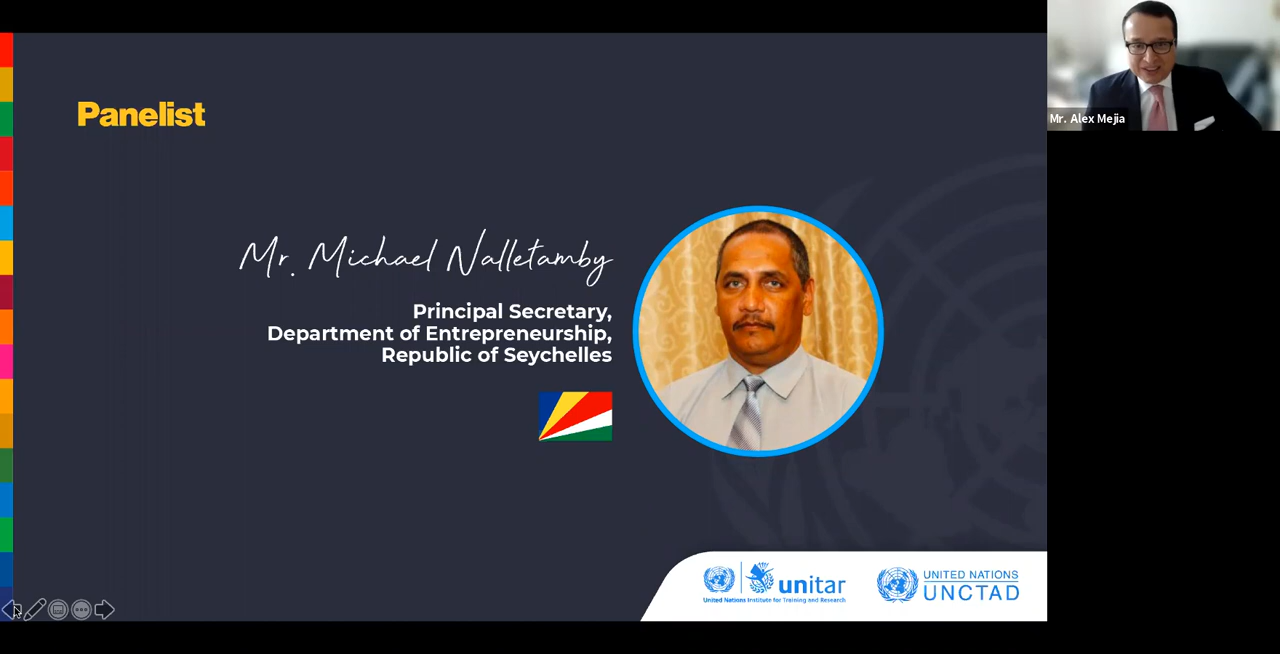 Panelist
Mr. Alex Mejia
Mr. Michael Nalletamby
Principal Secretary,
Department of Entrepreneurship,
Republic of Seychelles
unitar
United Nations Institute for Training and Research
UNITED NATIONS
UNCTAD